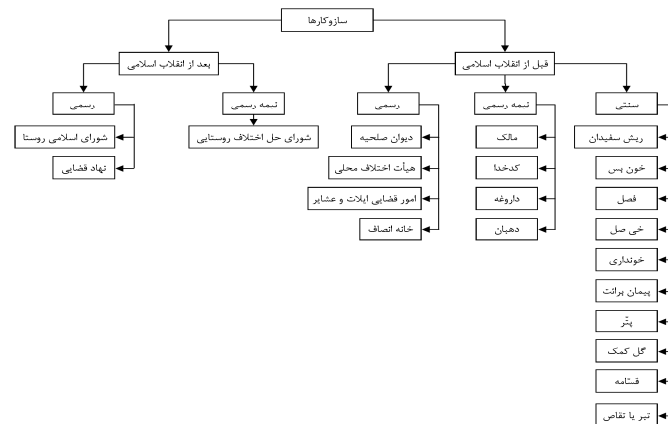 سازوکارها
قبل از انقلاب اسلامی
بعد از انقلاب اسلامی
سنتی
نیمه رسمی
رسمی
نیمه رسمی
رسمی
ریش سفیدان
خون بس
فصل
خی صل
خونداری
پیمان برائت
پتّر
گل کمک
قسّامه
تبر یا تقاص
مالک
کدخدا
داروغه
دهبان
دیوان صلحیه
هیأت اختلاف محلی
امور قضایی ایلات و عشایر
خانه انصاف
شورای حل اختلاف روستایی
شورای اسلامی روستا
نهاد قضایی